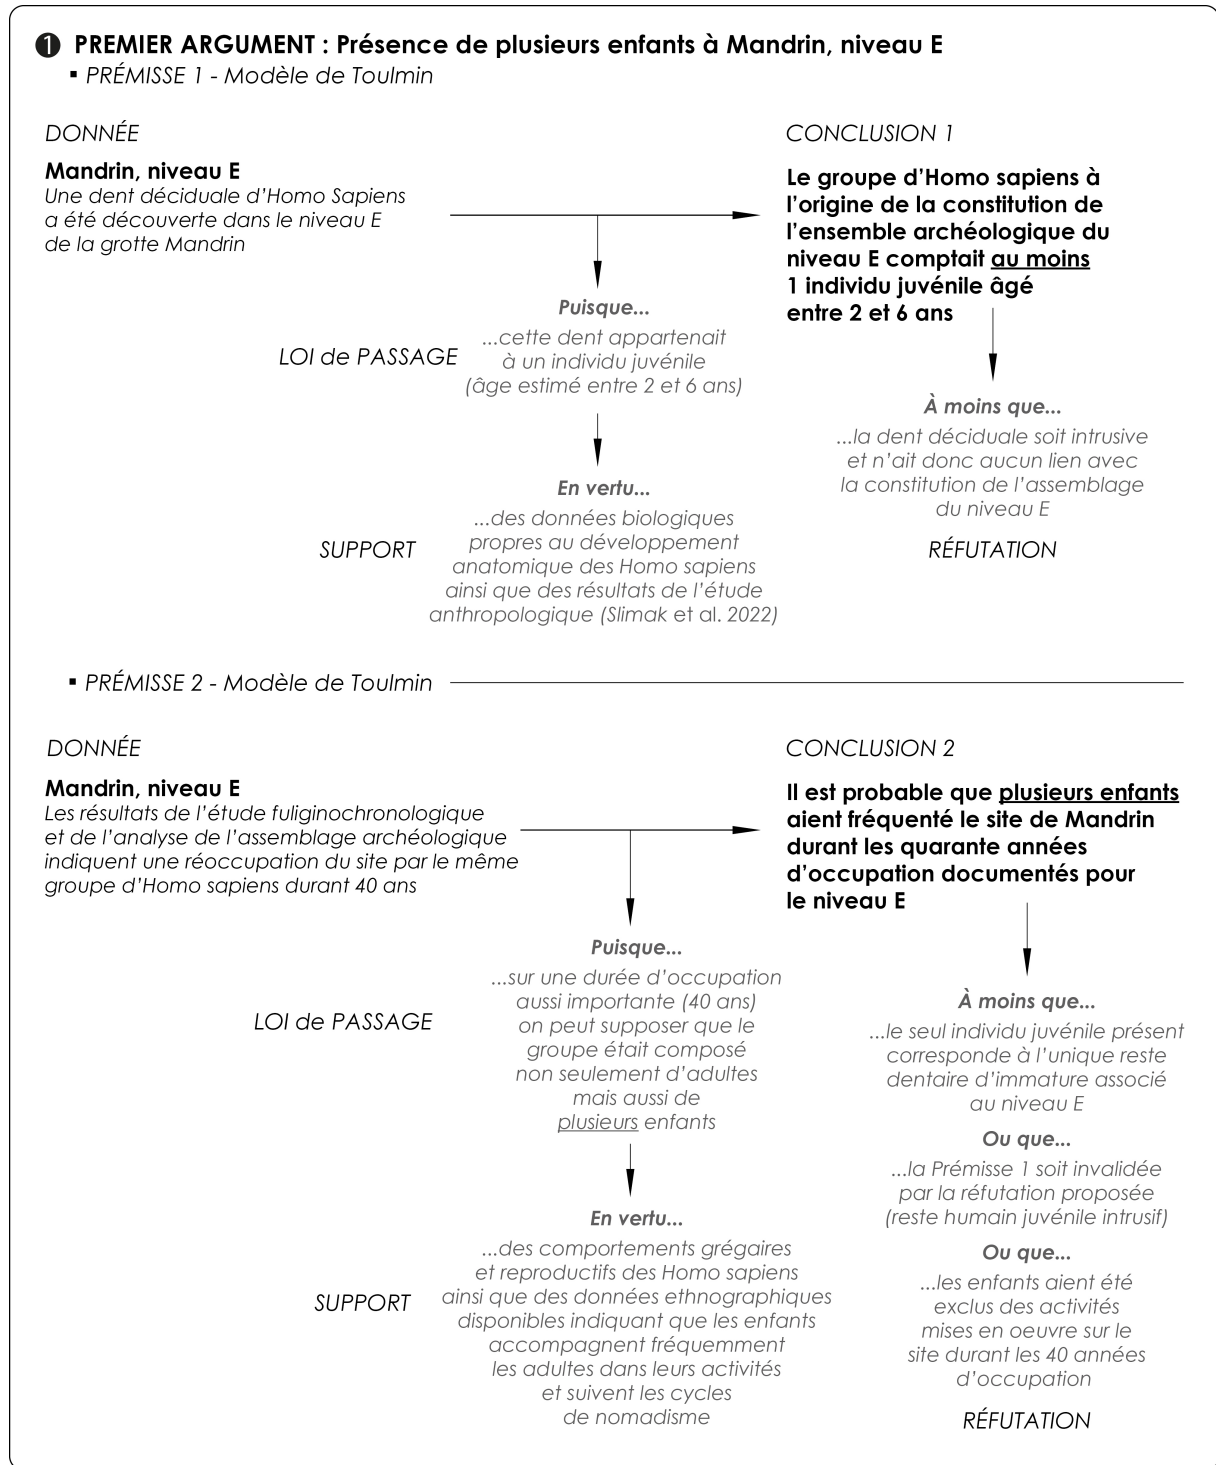 ❶ PREMIER ARGUMENT : Présence de plusieurs enfants à Mandrin, niveau E
▪ PRÉMISSE 1 - Modèle de Toulmin
DONNÉE
Mandrin, niveau E
Une dent déciduale d’Homo Sapiens
a été découverte dans le niveau E
de la grotte Mandrin
CONCLUSION 1
Le groupe d’Homo sapiens à
l’origine de la constitution de
l’ensemble archéologique du
niveau E comptait au moins
1 individu juvénile âgé
entre 2 et 6 ans
LOI de PASSAGE
Puisque...
...cette dent appartenait
à un individu juvénile
(âge estimé entre 2 et 6 ans)
SUPPORT
En vertu...
...des données biologiques
propres au développement
anatomique des Homo sapiens
ainsi que des résultats de l’étude
anthropologique (Slimak et al. 2022)
À moins que...
...la dent déciduale soit intrusive
et n’ait donc aucun lien avec
la constitution de l’assemblage
du niveau E
RÉFUTATION
▪ PRÉMISSE 2 - Modèle de Toulmin
DONNÉE
Mandrin, niveau E
Les résultats de l’étude fuliginochronologique
et de l’analyse de l’assemblage archéologique
indiquent une réoccupation du site par le même
groupe d’Homo sapiens durant 40 ans
CONCLUSION 2
Il est probable que plusieurs enfants
aient fréquenté le site de Mandrin
durant les quarante années
d’occupation documentés pour
le niveau E
LOI de PASSAGE
Puisque...
...sur une durée d’occupation
aussi importante (40 ans)
on peut supposer que le
groupe était composé
non seulement d’adultes
mais aussi de
plusieurs enfants
SUPPORT
En vertu...
...des comportements grégaires
et reproductifs des Homo sapiens
ainsi que des données ethnographiques
disponibles indiquant que les enfants
accompagnent fréquemment
les adultes dans leurs activités
et suivent les cycles
de nomadisme
À moins que...
...le seul individu juvénile présent
corresponde à l’unique reste
dentaire d’immature associé
au niveau E
Ou que...
...la Prémisse 1 soit invalidée
par la réfutation proposée
(reste humain juvénile intrusif)
Ou que...
...les enfants aient été
exclus des activités
mises en oeuvre sur le
site durant les 40 années
d’occupation
RÉFUTATION